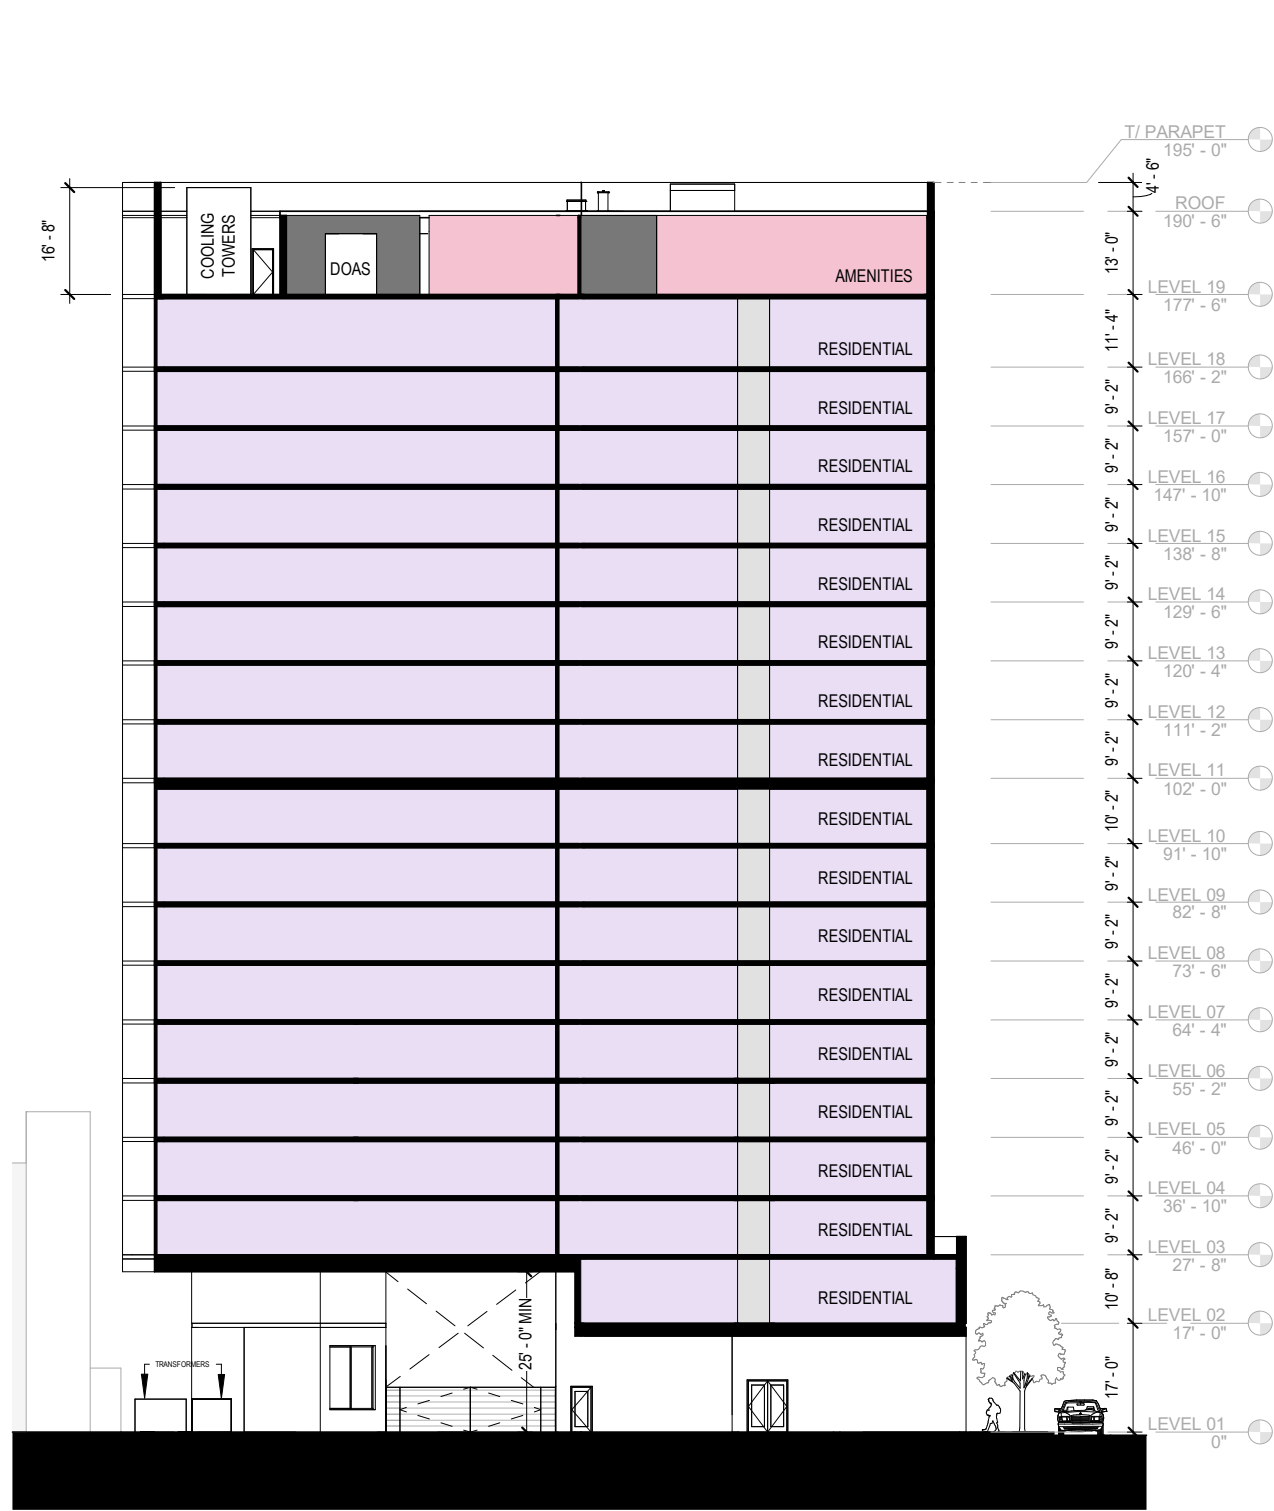 T/ PARAPET
195' - 0"
4' - 6"
ROOF
190' - 6"
16' - 8"
COOLING
TOWERS
DOAS
AMENITIES
13' - 0"
LEVEL 19
177' - 6"
11' - 4"
RESIDENTIAL
LEVEL 18
166' - 2"
9' - 2"
RESIDENTIAL
LEVEL 17
157' - 0"
9' - 2"
RESIDENTIAL
LEVEL 16
147' - 10"
9' - 2"
RESIDENTIAL
LEVEL 15
138' - 8"
9' - 2"
RESIDENTIAL
LEVEL 14
129' - 6"
9' - 2"
RESIDENTIAL
LEVEL 13
120' - 4"
9' - 2"
RESIDENTIAL
LEVEL 12
111' - 2"
9' - 2"
RESIDENTIAL
LEVEL 11
102' - 0"
10' - 2"
RESIDENTIAL
LEVEL 10
91' - 10"
9' - 2"
RESIDENTIAL
LEVEL 09
82' - 8"
9' - 2"
RESIDENTIAL
LEVEL 08
73' - 6"
9' - 2"
RESIDENTIAL
LEVEL 07
64' - 4"
9' - 2"
RESIDENTIAL
LEVEL 06
55' - 2"
9' - 2"
RESIDENTIAL
LEVEL 05
46' - 0"
9' - 2"
RESIDENTIAL
LEVEL 04
36' - 10"
9' - 2"
RESIDENTIAL
LEVEL 03
27' - 8"
10' - 8"
RESIDENTIAL
LEVEL 02
17' - 0"
25' - 0" MIN
TRANSFORMERS
17' - 0"
LEVEL 01
0"